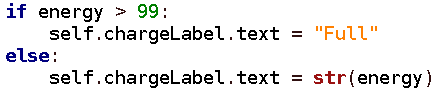 if energy > 99:
    self.chargeLabel.text = "Full"
else:
    self.chargeLabel.text = str(energy)